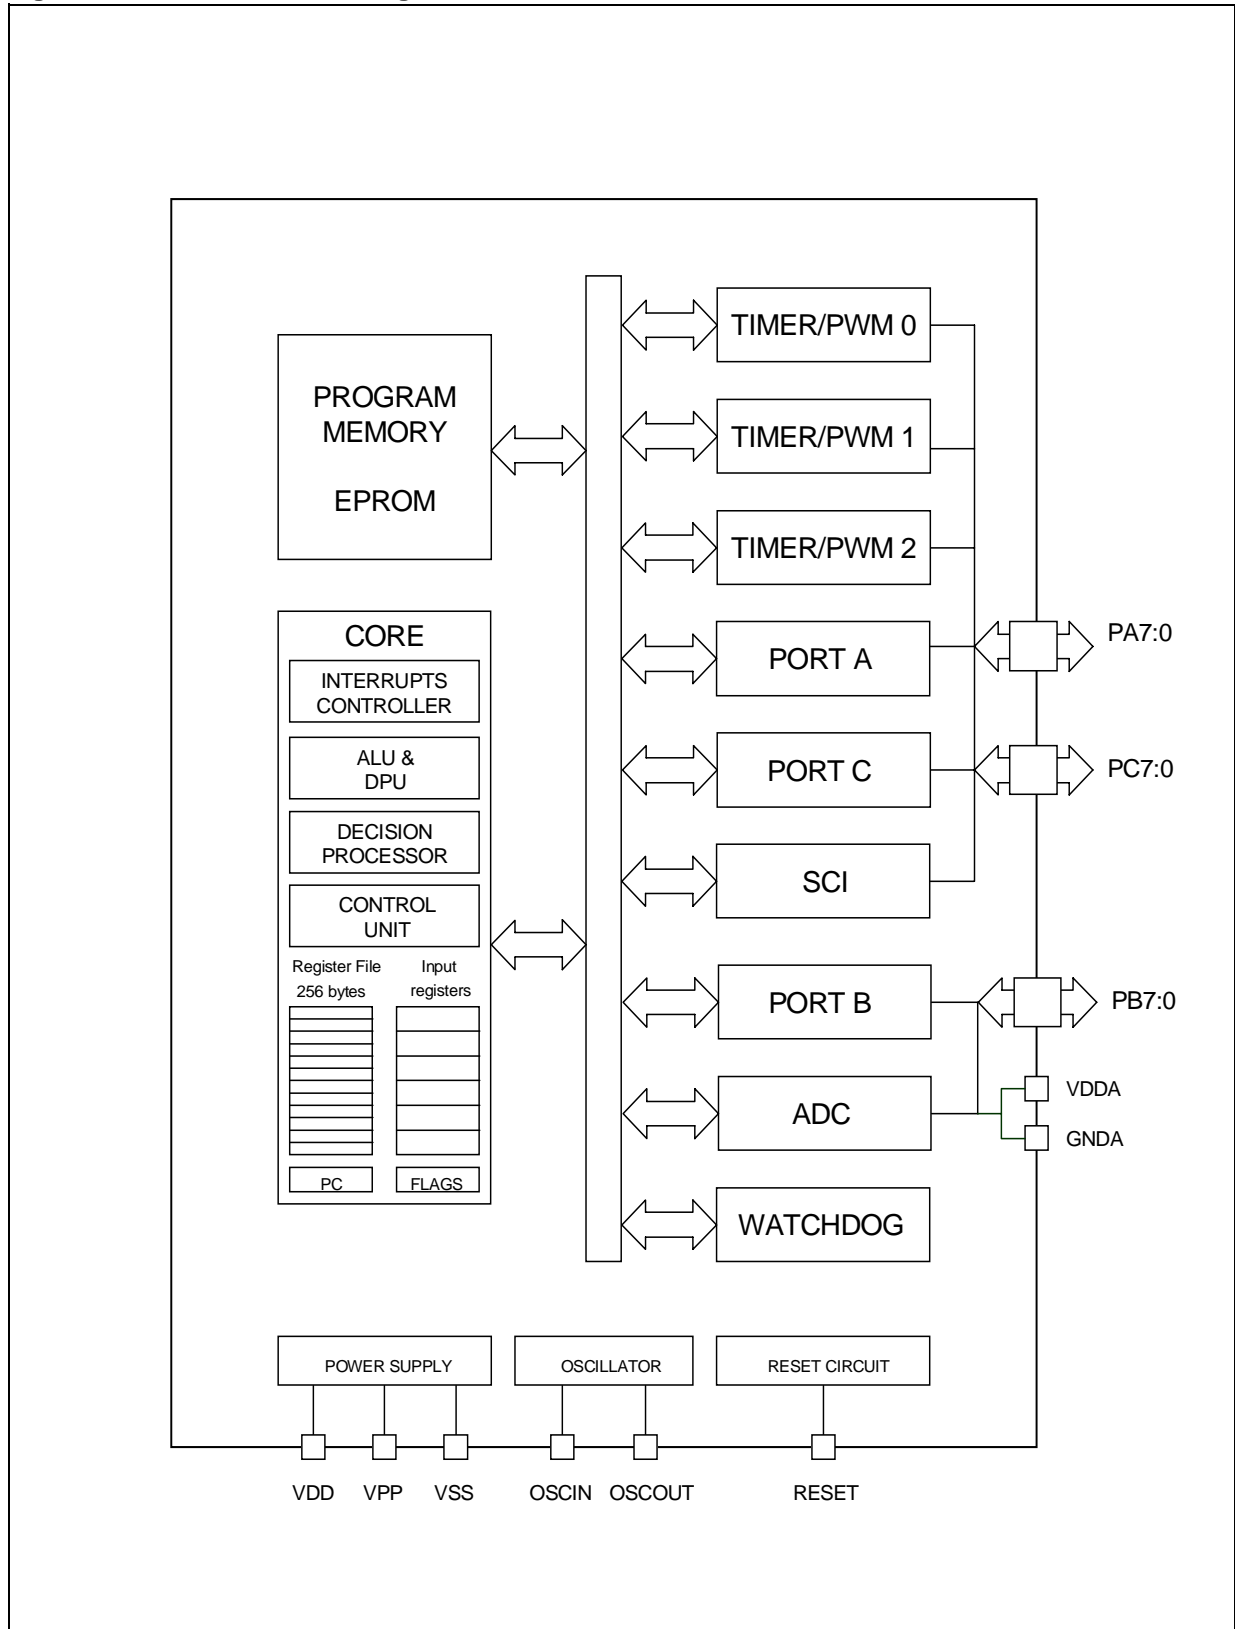 PROGRAM
MEMORY
EPROM
CORE
INTERRUPTS
CONTROLLER
ALU &
DPU
DECISION
PROCESSOR
CONTROL
UNIT
Register File
256 bytes
Input
registers
PC
FLAGS
TIMER/PWM 0
TIMER/PWM 1
TIMER/PWM 2
PORT A
PORT C
SCI
PORT B
ADC
WATCHDOG
PA7:0
PC7:0
PB7:0
VDDA
GNDA
POWER SUPPLY
OSCILLATOR
RESET CIRCUIT
VDD
VPP
VSS
OSCIN
OSCOUT
RESET